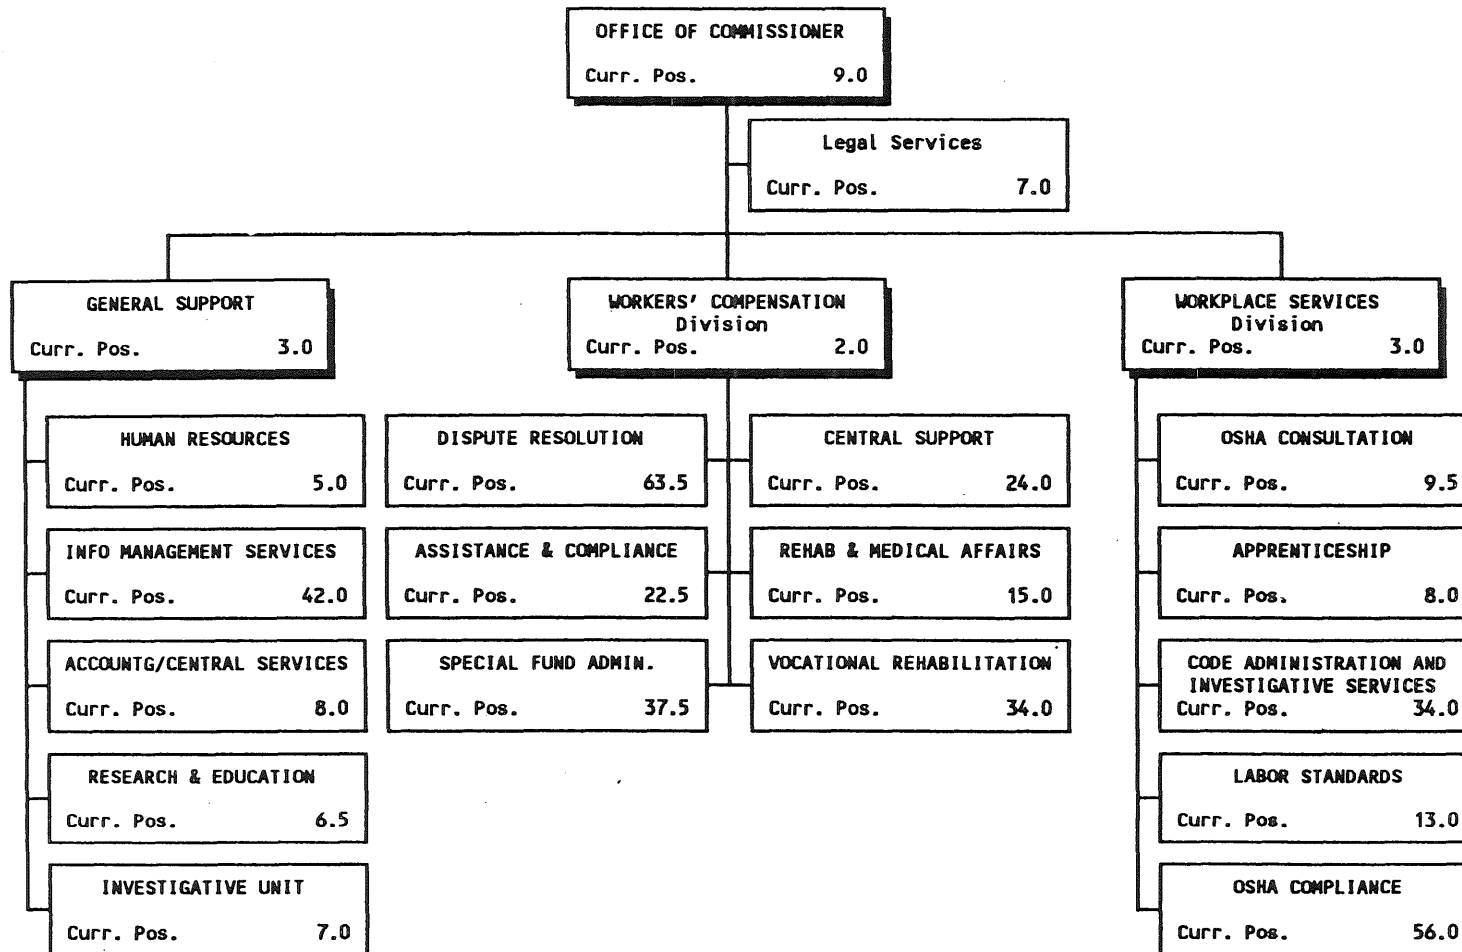 OFFICE OF COMMISSIONER
Curr. Pos. 9.0
Legal Services
Curr. Pos. 7.0
GENERAL SUPPORT
Curr. Pos. 3.0
WORKERS' COMPENSATION
Division
Curr. Pos. 2.0
WORKPLACE SERVICES
Division
Curr. Pos. 3.0
HUMAN RESOURCES
Curr. Pos. 5.0
INFO MANAGEMENT SERVICES
Curr. Pos. 42.0
ACCOUNTG/CENTRAL SERVICES
Curr. Pos. 8.0
RESEARCH & EDUCATION
Curr. Pos. 6.5
INVESTIGATIVE UNIT
Curr. Pos. 7.0
DISPUTE RESOLUTION
Curr. Pos. 63.5
ASSISTANCE & COMPLIANCE
Curr. Pos. 22.5
SPECIAL FUND ADMIN.
Curr. Pos. 37.5
CENTRAL SUPPORT
Curr. Pos. 24.0
REHAB & MEDICAL AFFAIRS
Curr. Pos. 15.0
VOCATIONAL REHABILITATION
Curr. Pos. 34.0
OSHA CONSULTATION
Curr. Pos. 9.5
APPRENTICESHIP
Curr. Pos. 8.0
CODE ADMINISTRATION AND
INVESTIGATIVE SERVICES
Curr. Pos. 34.0
LABOR STANDARDS
Curr. Pos. 13.0
OSHA COMPLIANCE
Curr. Pos. 56.0